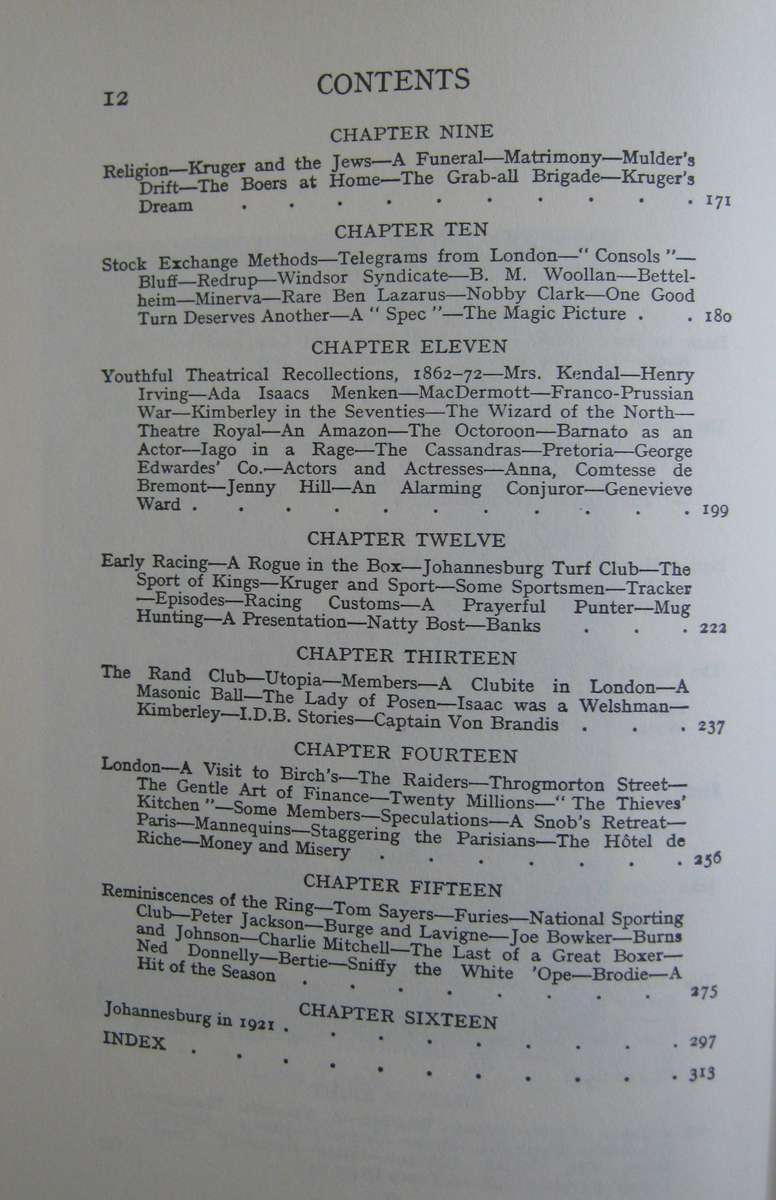 12
CONTENTS
CHAPTER NINE
Religion—Kruger and the Jews—A Funeral—Matrimony—Mulder's
Drift—The Boers at Home—The Grab-all Brigade—Kruger's
Dream . . . . . . . . . . 171
CHAPTER TEN
Stock Exchange Methods—Telegrams from London—" Consols "—
Bluff—Redrup—Windsor Syndicate—B. M. Woollan—Bettel-
heim—Minerva—Rare Ben Lazarus—Nobby Clark—One Good
Turn Deserves Another—A " Spec "—The Magic Picture . . 180
CHAPTER ELEVEN
Youthful Theatrical Recollections, 1862-72—Mrs. Kendal—Henry
Irving—Ada Isaacs Menken—MacDermott—Franco-Prussian
War—Kimberley in the Seventies—The Wizard of the North—
Theatre Royal—An Amazon—The Octoroon—Barnato as an
Actor—Iago in a Rage—The Cassandras—Pretoria—George
Edwardes' Co.—Actors and Actresses—Anna, Comtesse de
Bremont—Jenny Hill—An Alarming Conjuror—Genevieve
Ward . . . . . . . . . . . 199
CHAPTER TWELVE
Early Racing—A Rogue in the Box—Johannesburg Turf Club—The
Sport of Kings—Kruger and Sport—Some Sportsmen—Tracker
—Episodes—Racing Customs—A Prayerful Punter—Mug
Hunting—A Presentation—Natty Bost—Banks . . . 222
CHAPTER THIRTEEN
The Rand Club—Utopia—Members—A Clubite in London—A
Masonic Ball—The Lady of Posen—Isaac was a Welshman—
Kimberley—I.D.B. Stories—Captain Von Brandis . . . 237
CHAPTER FOURTEEN
London—A Visit to Birch's—The Raiders—Throgmorton Street—
The Gentle Art of Finance—Twenty Millions—" The Thieves'
Kitchen "—Some Members—Speculations—A Snob's Retreat—
Paris—Mannequins—Staggering the Parisians—The Hôtel de
Riche—Money and Misery . . . . . . . 256
CHAPTER FIFTEEN
Reminiscences of the Ring—Tom Sayers—Furies—National Sporting
Club—Peter Jackson—Burge and Lavigne—Joe Bowker—Burns
and Johnson—Charlie Mitchell—The Last of a Great Boxer—
Ned Donnelly—Bertie—Sniffy the White 'Ope—Brodie—A
Hit of the Season . . . . . . . . 275
CHAPTER SIXTEEN
Johannesburg in 1921 . . . . . . . . . 297
INDEX . . . . . . . . . . . 313